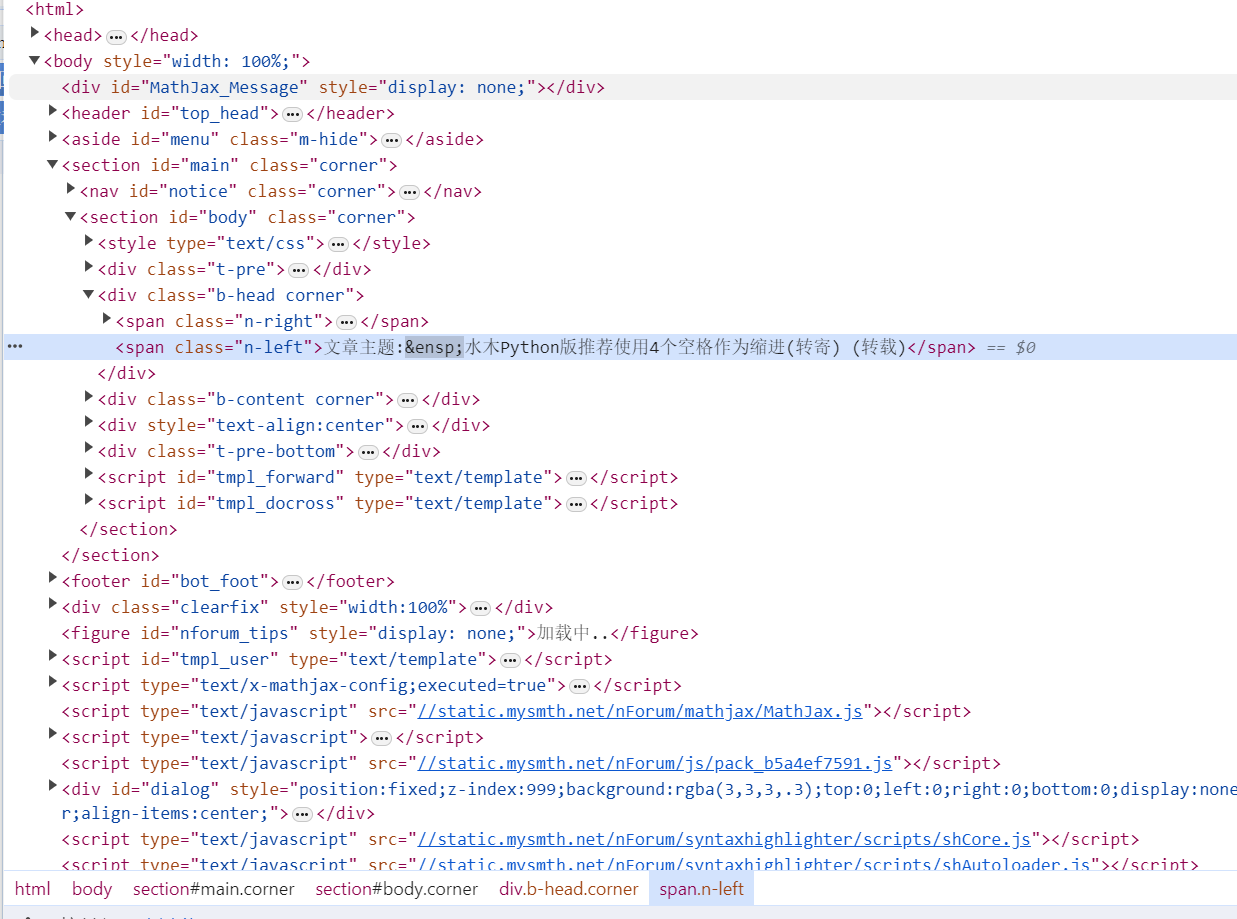 <html>
<head> ••• </head>
<body style="width: 100%;">
<div id="MathJax_Message" style="display: none;"></div>
<header id="top_head"> ••• </header>
<aside id="menu" class="m-hide"> ••• </aside>
<section id="main" class="corner">
<nav id="notice" class="corner"> ••• </nav>
<section id="body" class="corner">
<style type="text/css"> ••• </style>
<div class="t-pre"> ••• </div>
<div class="b-head corner">
<span class="n-right"> ••• </span>
••• <span class="n-left">文章主题:&ensp;水木Python版推荐使用4个空格作为缩进(转寄) (转载)</span> == $0
</div>
<div class="b-content corner"> ••• </div>
<div style="text-align:center"> ••• </div>
<div class="t-pre-bottom"> ••• </div>
<script id="tmpl_forward" type="text/template"> ••• </script>
<script id="tmpl_docross" type="text/template"> ••• </script>
</section>
</section>
<footer id="bot_foot"> ••• </footer>
<div class="clearfix" style="width:100%"> ••• </div>
<figure id="nforum_tips" style="display: none;">加载中..</figure>
<script id="tmpl_user" type="text/template"> ••• </script>
<script type="text/x-mathjax-config;executed=true"> ••• </script>
<script type="text/javascript" src="//static.mysmth.net/nForum/mathjax/MathJax.js"></script>
<script type="text/javascript"> ••• </script>
<script type="text/javascript" src="//static.mysmth.net/nForum/js/pack_b5a4ef7591.js"></script>
<div id="dialog" style="position:fixed;z-index:999;background:rgba(3,3,3,.3);top:0;left:0;right:0;bottom:0;display:none
r;align-items:center;"> ••• </div>
<script type="text/javascript" src="//static.mysmth.net/nForum/syntaxhighlighter/scripts/shCore.js"></script>
<script type="text/javascript" src="//static.mysmth.net/nForum/syntaxhighlighter/scripts/shAutoloader.js"></script>
html body section#main.corner section#body.corner div.b-head.corner span.n-left